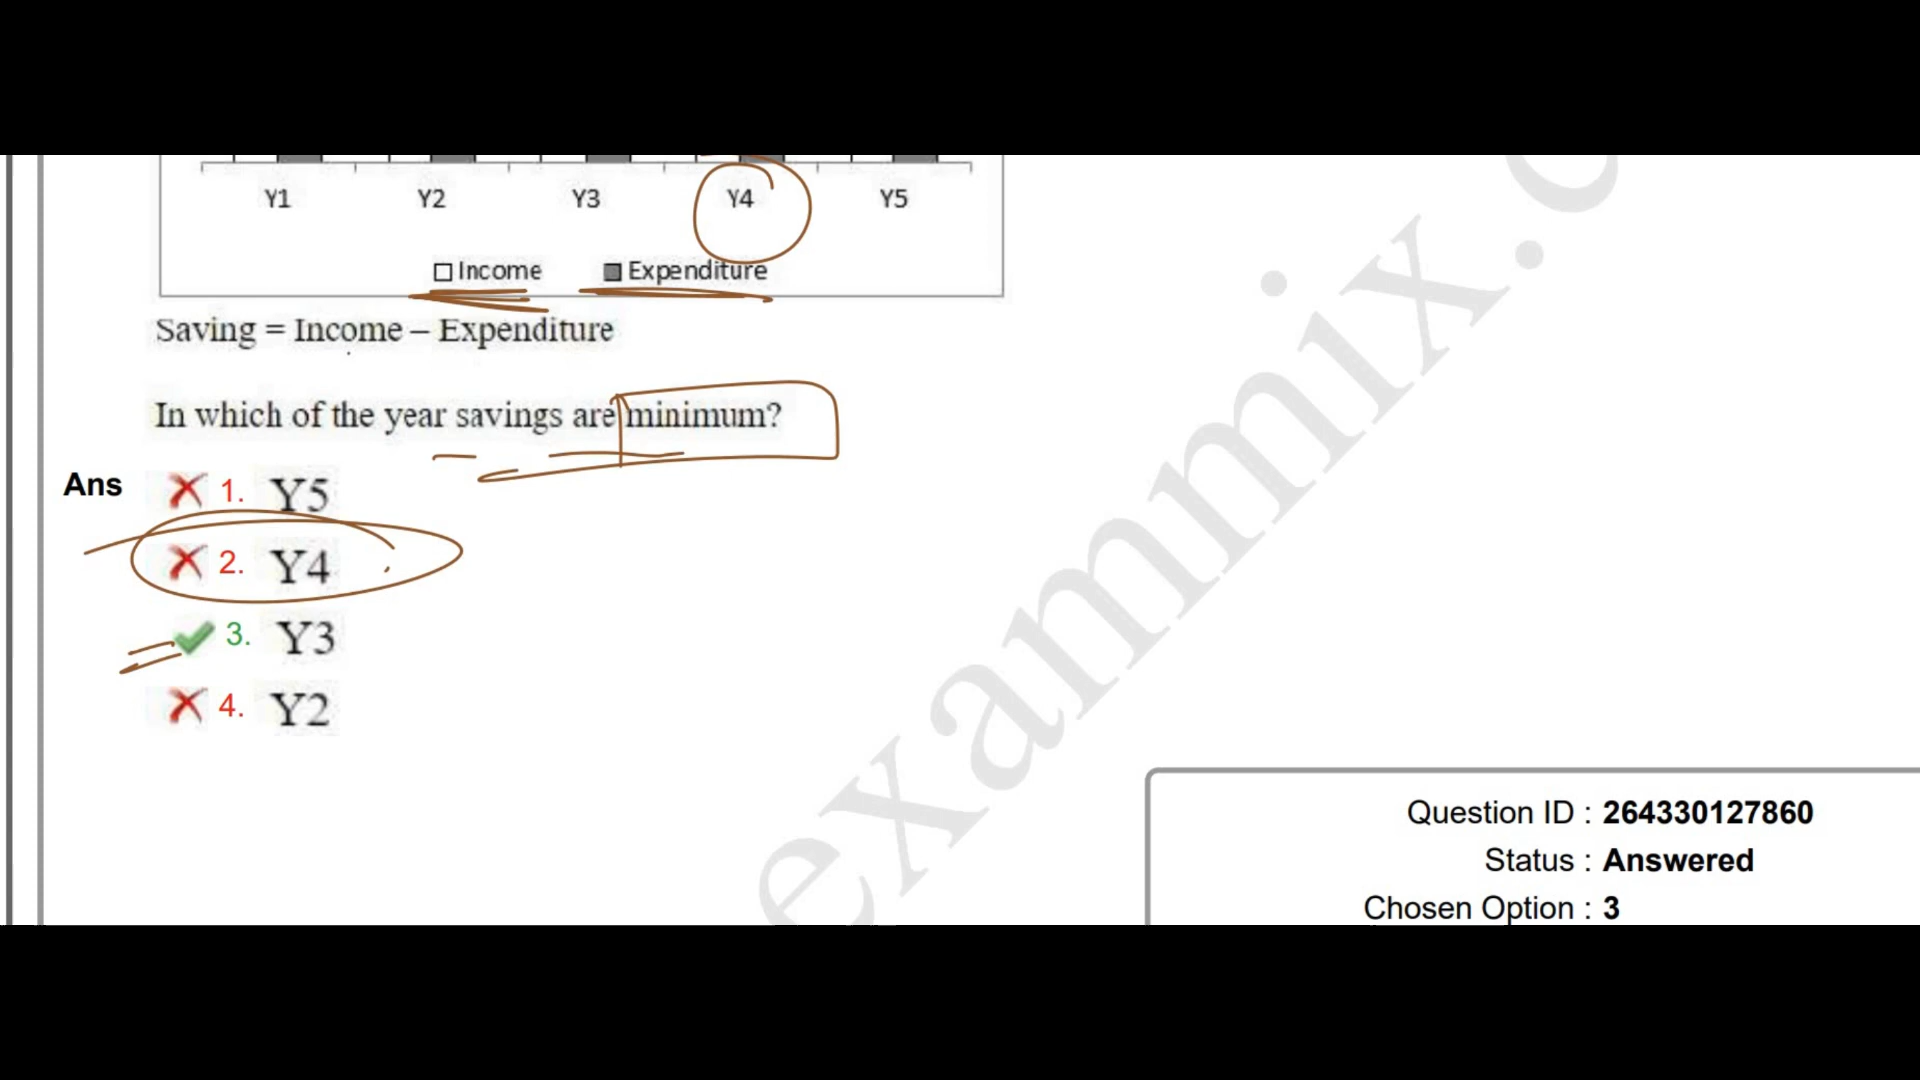 Y1 Y2 Y3 Y4 Y5
Income Expenditure
Saving = Income – Expenditure
In which of the year savings are minimum?
Ans
1. Y5
2. Y4
3. Y3
4. Y2
exammix.c
Question ID : 264330127860
Status : Answered
Chosen Option : 3